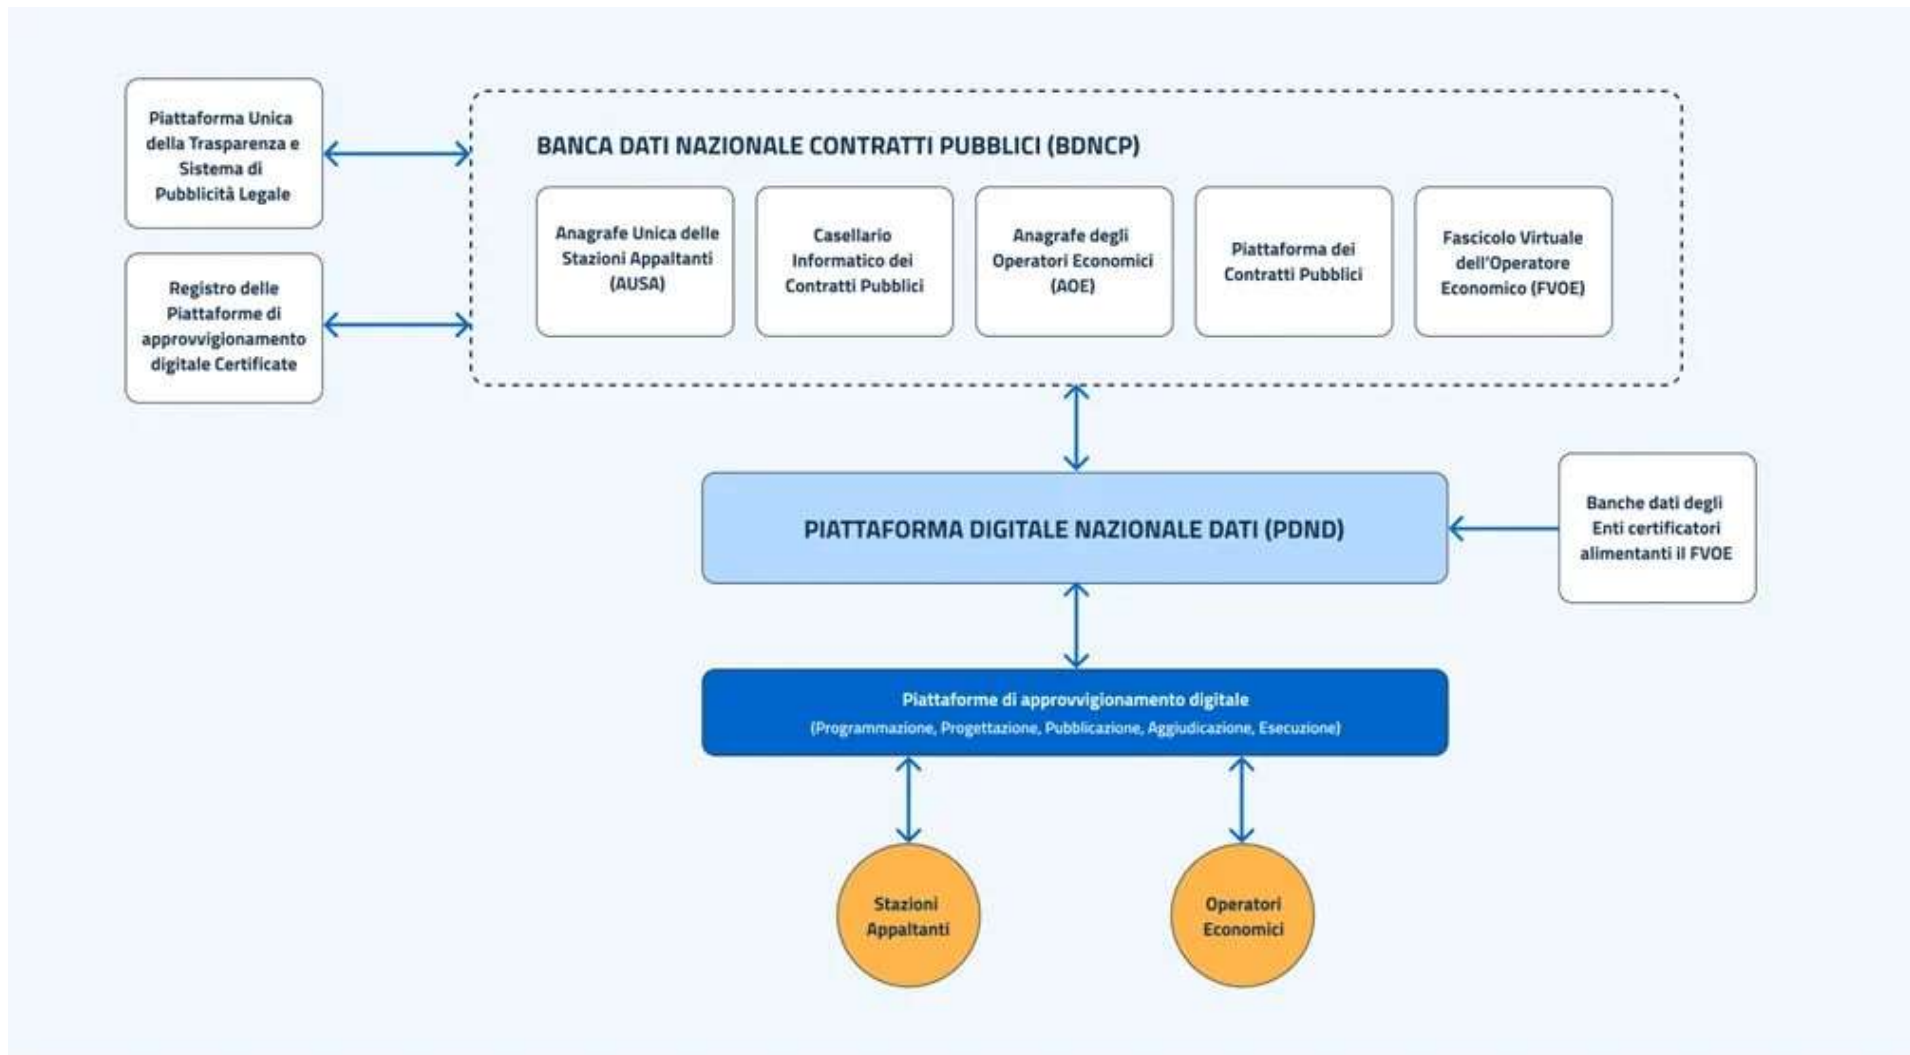 Piattaforma Unica
della Trasparenza e
Sistema di
Pubblicità Legale
Registro delle
Piattaforme di
approvvigionamento
digitale Certificate
BANCA DATI NAZIONALE CONTRATTI PUBBLICI (BDNCP)
Anagrafe Unica delle
Stazioni Appaltanti
(AUSA)
Casellario
Informatico dei
Contratti Pubblici
Anagrafe degli
Operatori Economici
(AOE)
Piattaforma dei
Contratti Pubblici
Fascicolo Virtuale
dell'Operatore
Economico (FVOE)
PIATTAFORMA DIGITALE NAZIONALE DATI (PDND)
Banche dati degli
Enti certificatori
alimentanti il FVOE
Piattaforme di approvvigionamento digitale
(Programmazione, Progettazione, Pubblicazione, Aggiudicazione, Esecuzione)
Stazioni
Appaltanti
Operatori
Economici